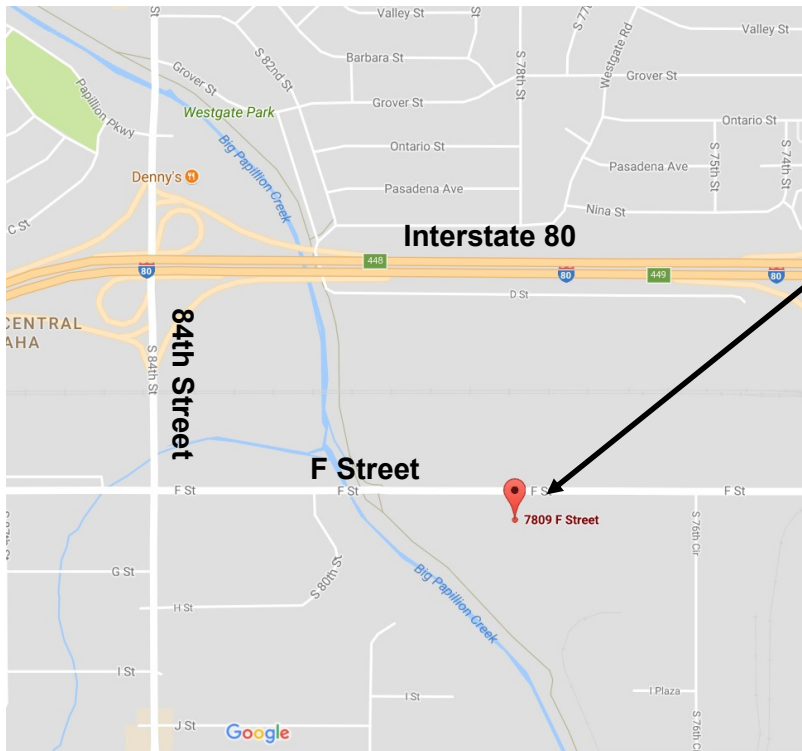 St
Valley St
S 77th
Westgate Rd
Valley St
S 82nd St
Barbara St
S 78th St
Grover St
Grover St
Papillion Pkwy
Westgate Park
Grover St
Ontario St
Ontario St
Big Papillion Creek
Denny's
Pasadena Ave
S 75th St
S 74th St
Pasadena Ave
Nina St
C St
Interstate 80
448
80
80
449
80
D St
CENTRAL
AHA
84th Street
S 84th St
F Street
F St
F St
F St
F St
7809 F Street
S 76th Cir
G St
S 80th St
Big Papillion Creek
H St
I St
I St
I Plaza
S 76th Cir
J St
Google